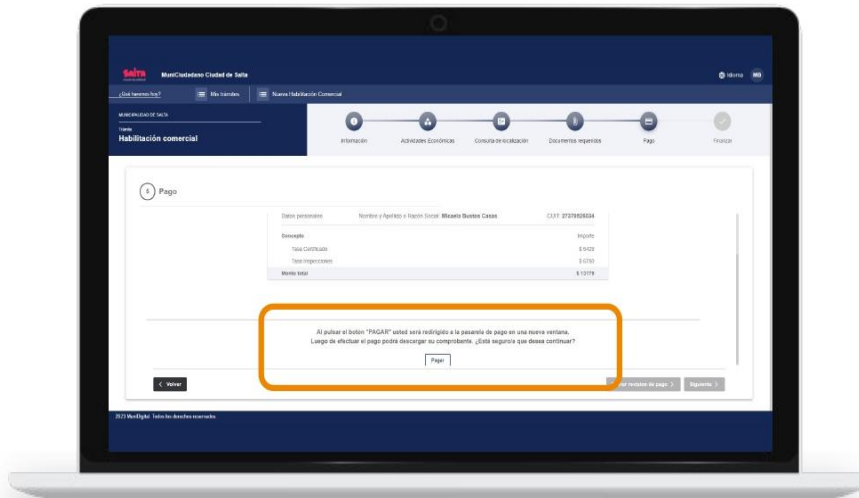 Salta
MuniCiudadano Ciudad de Salta
Idioma MB
¿Qué hacemos hoy? Mis trámites Nueva Habilitación Comercial
MUNICIPALIDAD DE SALTA
Trámite
Habilitación comercial
Información Actividades Económicas Consulta de localización Documentos requeridos Pago Finalizar
$ Pago
Datos personales Nombre y Apellido o Razón Social: Micaela Bustos Casas CUIT:
Concepto Importe
Tasa Certificado
Tasa Inspecciones
Monto total
Al pulsar el botón "PAGAR" usted será redirigido a la pasarela de pago en una nueva ventana.
Luego de efectuar el pago podrá descargar su comprobante. ¿Está seguro/a que desea continuar?
Pagar
< Volver de pago > Siguiente >
2023 MuniDigital. Todos los derechos reservados